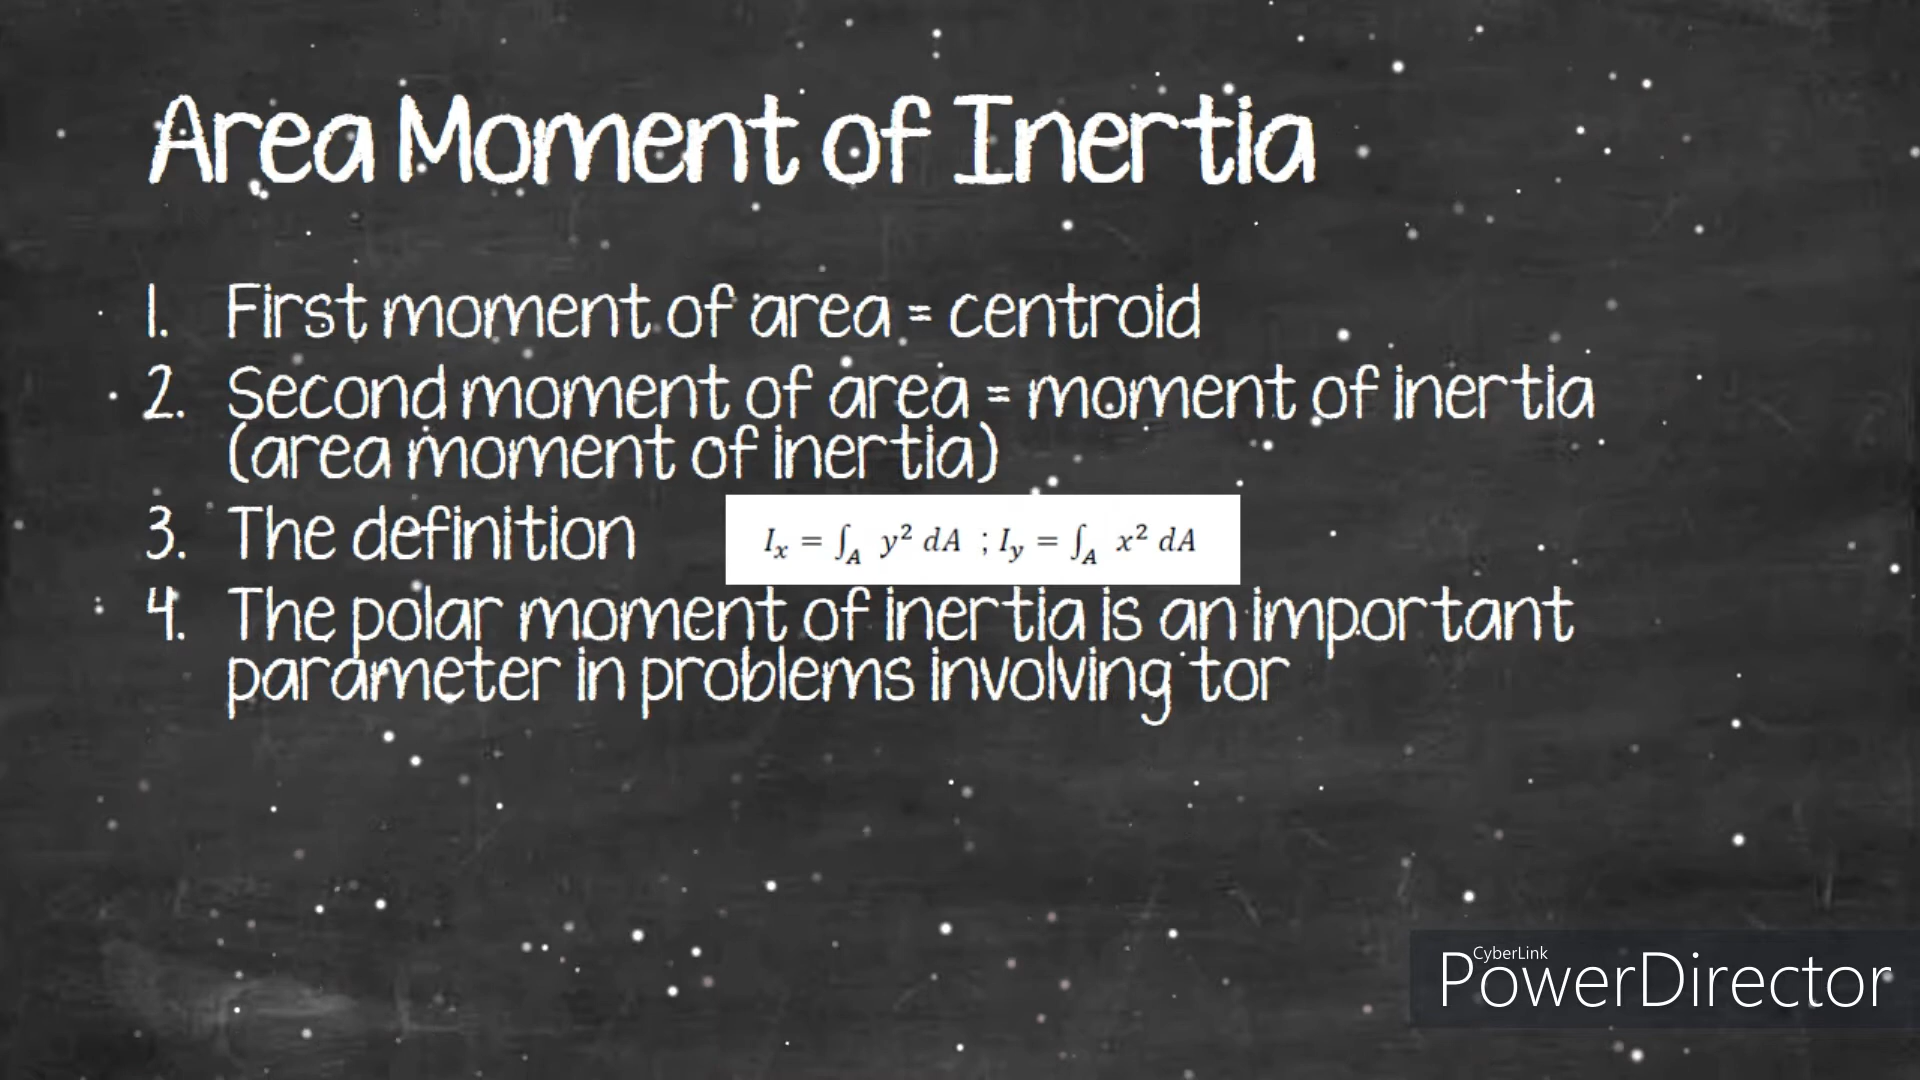 Area Moment of Inertia
1. First moment of area = centroid
2. Second moment of area = moment of inertia
(area moment of inertia)
3. The definition
Iₓ = ∫_A y² dA ; I_y = ∫_A x² dA
4. The polar moment of inertia is an important
parameter in problems involving tor
CyberLink
PowerDirector